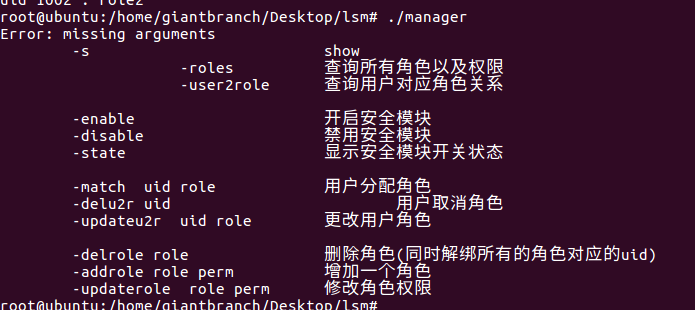 uid 1002 : role2
root@ubuntu:/home/giantbranch/Desktop/lsm# ./manager
Error: missing arguments
-s show
-roles 查询所有角色以及权限
-user2role 查询用户对应角色关系
-enable 开启安全模块
-disable 禁用安全模块
-state 显示安全模块开关状态
-match uid role 用户分配角色
-delu2r uid 用户取消角色
-updateu2r uid role 更改用户角色
-delrole role 删除角色(同时解绑所有的角色对应的uid)
-addrole role perm 增加一个角色
-updaterole role perm 修改角色权限
root@ubuntu:/home/giantbranch/Desktop/lsm#